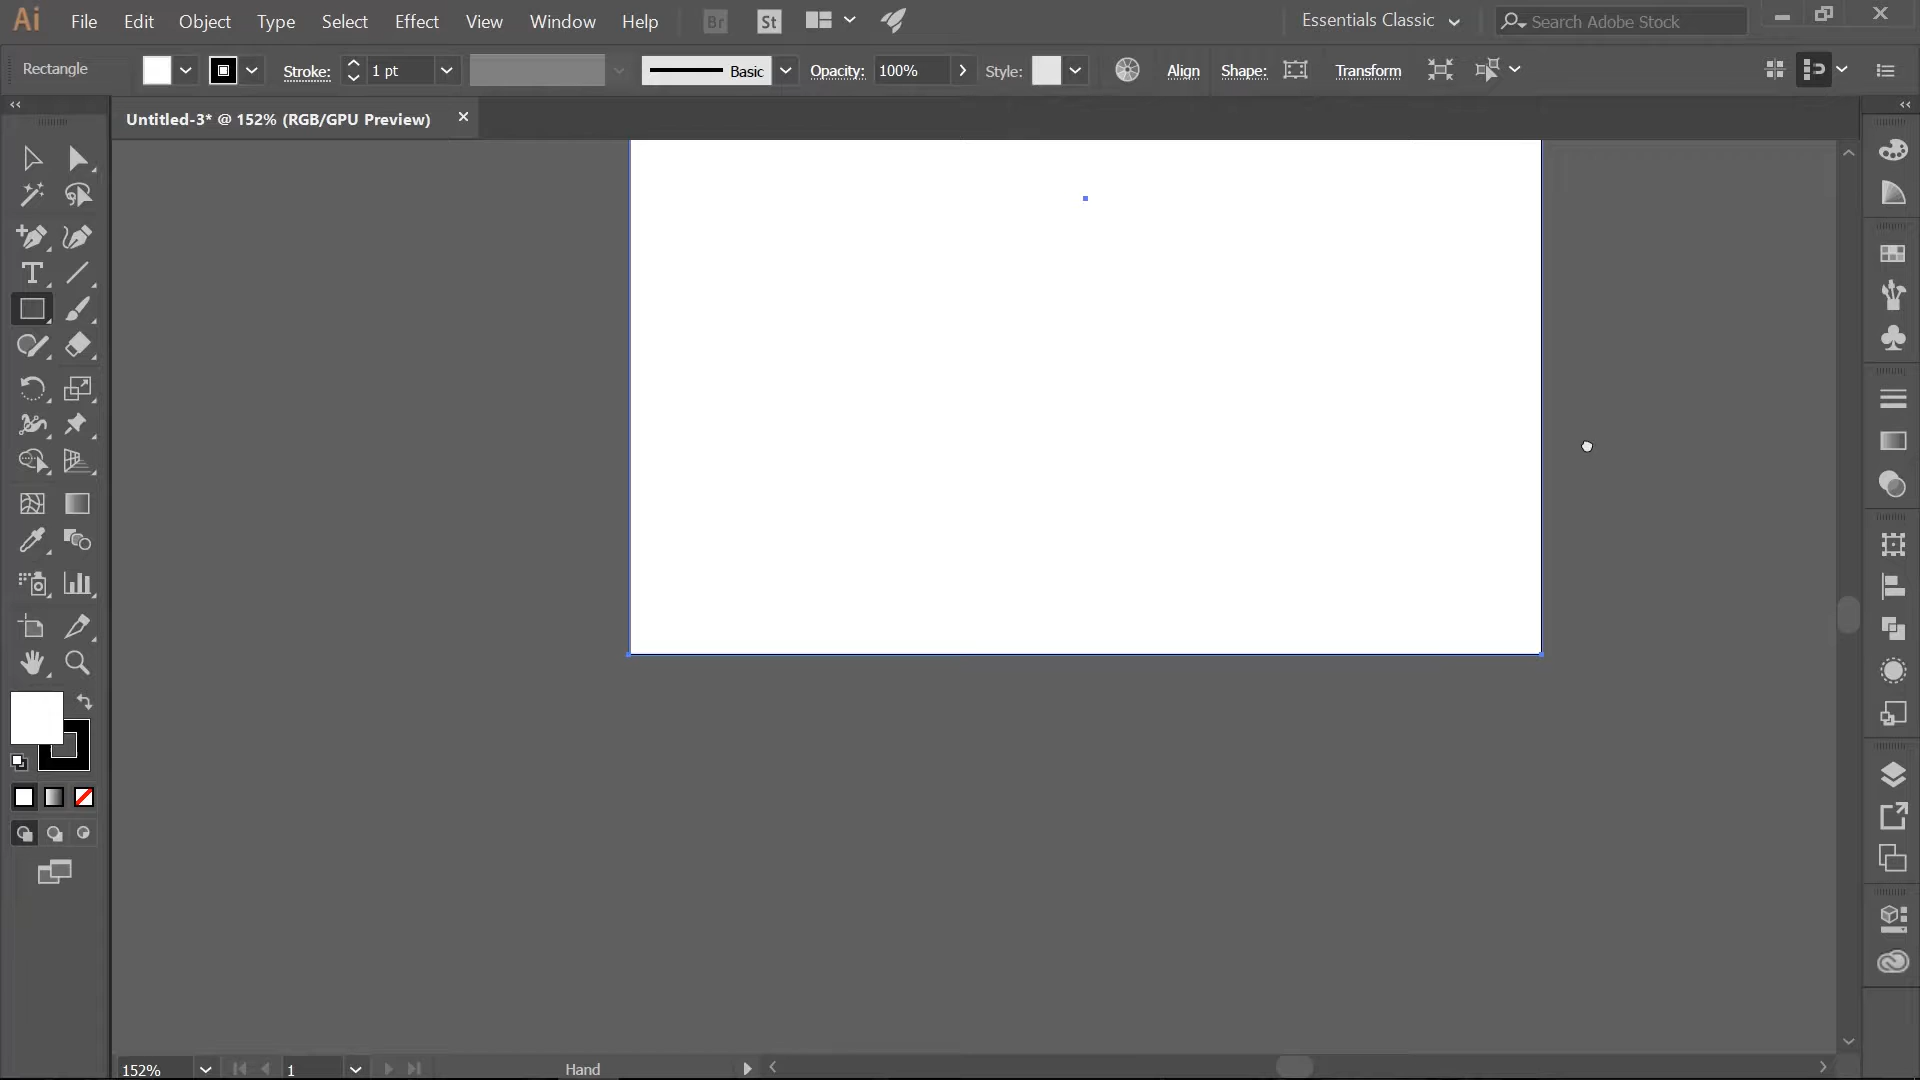 Ai File Edit Object Type Select Effect View Window Help Br St Essentials Classic Search Adobe Stock
Rectangle Stroke: 1 pt Basic Opacity: 100% Style: Align Shape: Transform
Untitled-3* @ 152% (RGB/GPU Preview)
152% 1 Hand